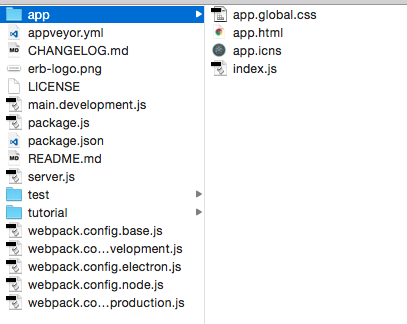 app
appveyor.yml
CHANGELOG.md
erb-logo.png
LICENSE
main.development.js
package.js
package.json
README.md
server.js
test
tutorial
webpack.config.base.js
webpack.co...velopment.js
webpack.config.electron.js
webpack.config.node.js
webpack.co...production.js
app.global.css
app.html
app.icns
index.js